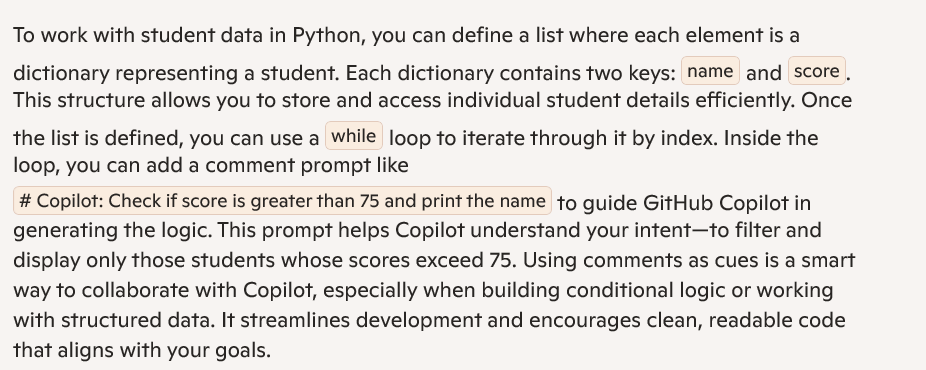 To work with student data in Python, you can define a list where each element is a
dictionary representing a student. Each dictionary contains two keys: name and score.
This structure allows you to store and access individual student details efficiently. Once
the list is defined, you can use a while loop to iterate through it by index. Inside the
loop, you can add a comment prompt like
# Copilot: Check if score is greater than 75 and print the name to guide GitHub Copilot in
generating the logic. This prompt helps Copilot understand your intent—to filter and
display only those students whose scores exceed 75. Using comments as cues is a smart
way to collaborate with Copilot, especially when building conditional logic or working
with structured data. It streamlines development and encourages clean, readable code
that aligns with your goals.